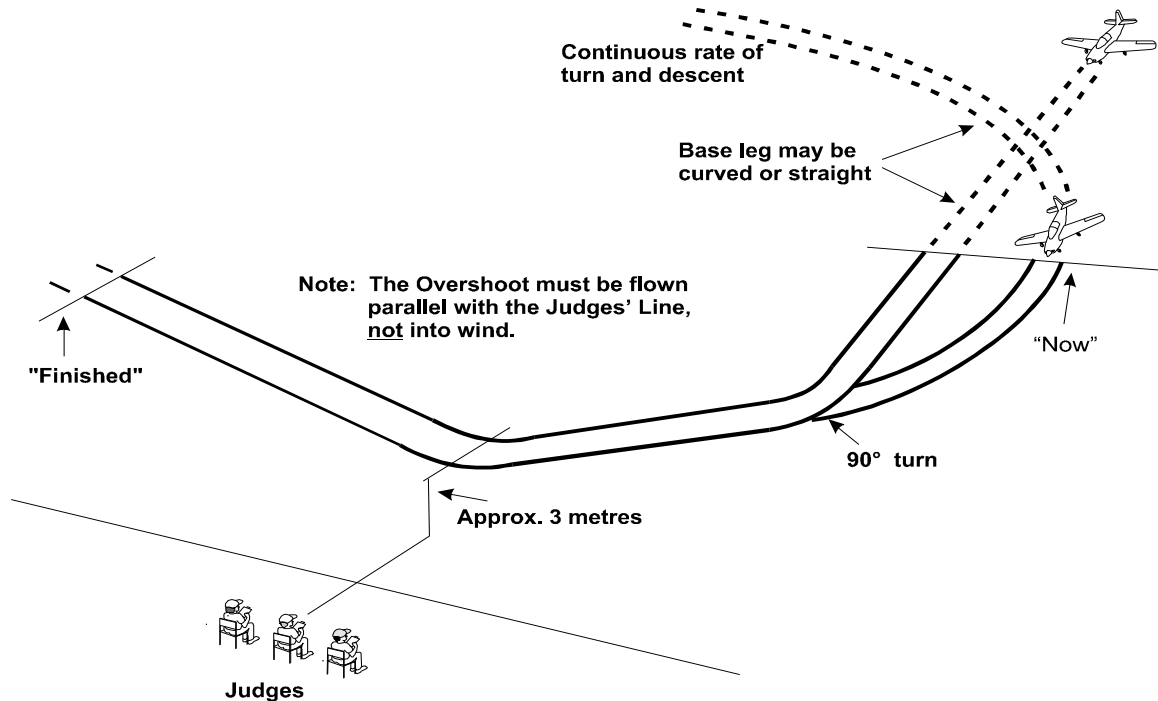 Continuous rate of
turn and descent
Base leg may be
curved or straight
Note: The Overshoot must be flown
parallel with the Judges’ Line,
not into wind.
"Finished"
“Now”
90° turn
Approx. 3 metres
Judges